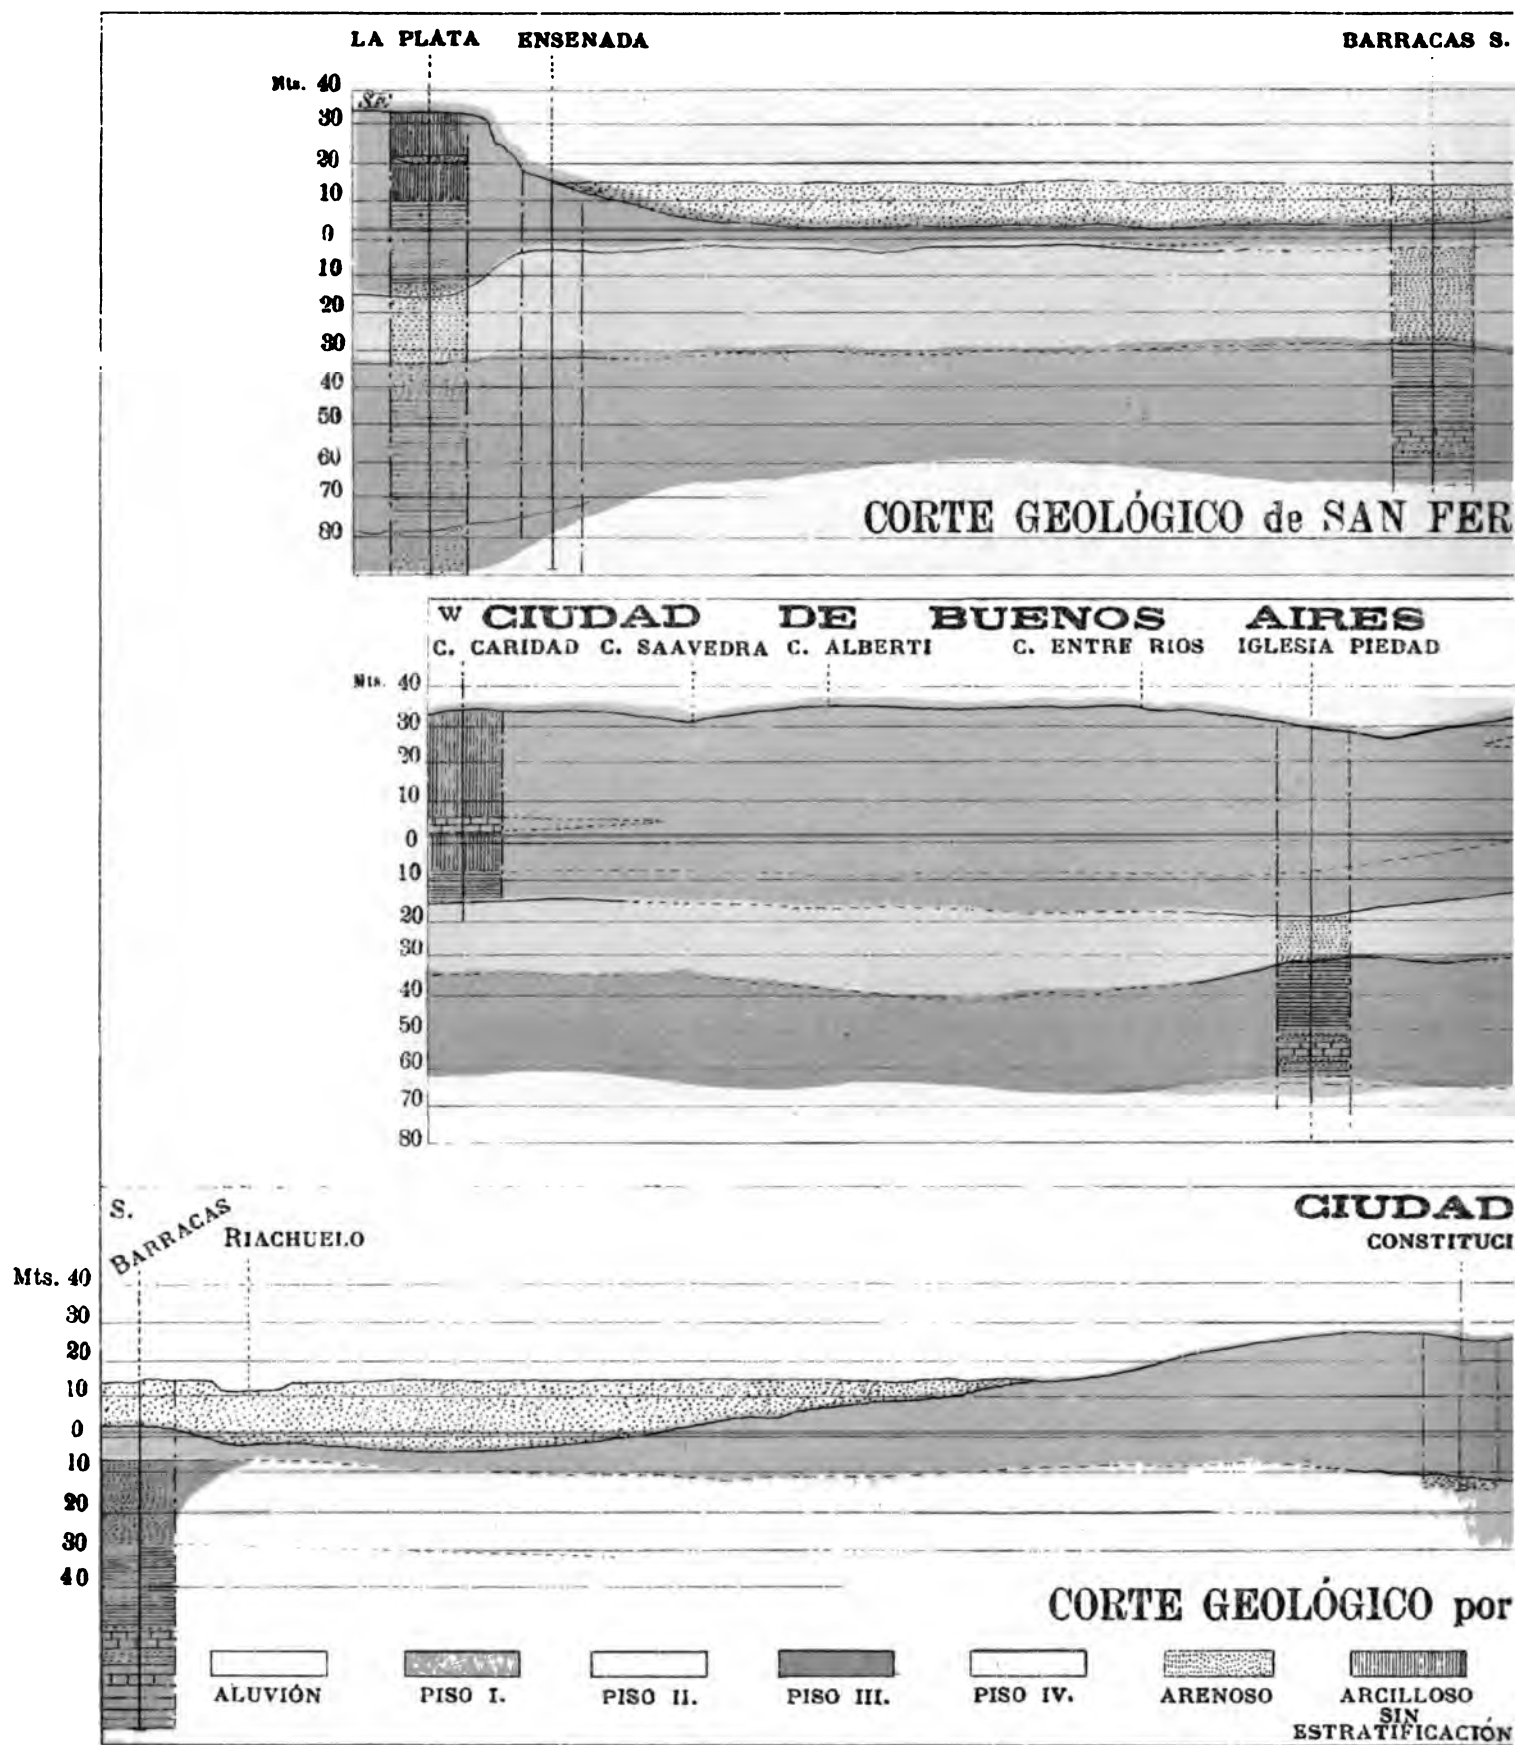 LA PLATA ENSENADA BARRACAS S.
Mts. 40
SE
30
20
10
0
10
20
30
40
50
60
70
80
CORTE GEOLÓGICO de SAN FER
W CIUDAD DE BUENOS AIRES
C. CARIDAD C. SAAVEDRA C. ALBERTI C. ENTRE RIOS IGLESIA PIEDAD
Mts. 40
30
20
10
0
10
20
30
40
50
60
70
80
S. CIUDAD
BARRACAS RIACHUELO CONSTITUCI
Mts. 40
30
20
10
0
10
20
30
40
CORTE GEOLÓGICO por
ALUVIÓN PISO I. PISO II. PISO III. PISO IV. ARENOSO ARCILLOSO
SIN
ESTRATIFICACIÓN